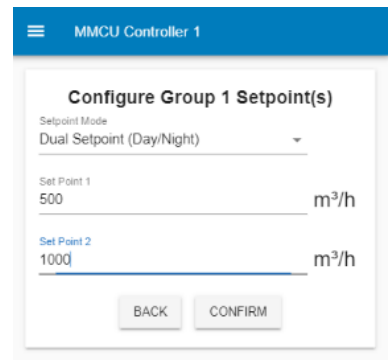 MMCU Controller 1
Configure Group 1 Setpoint(s)
Setpoint Mode
Dual Setpoint (Day/Night)
Set Point 1
500 m³/h
Set Point 2
1000 m³/h
BACK CONFIRM